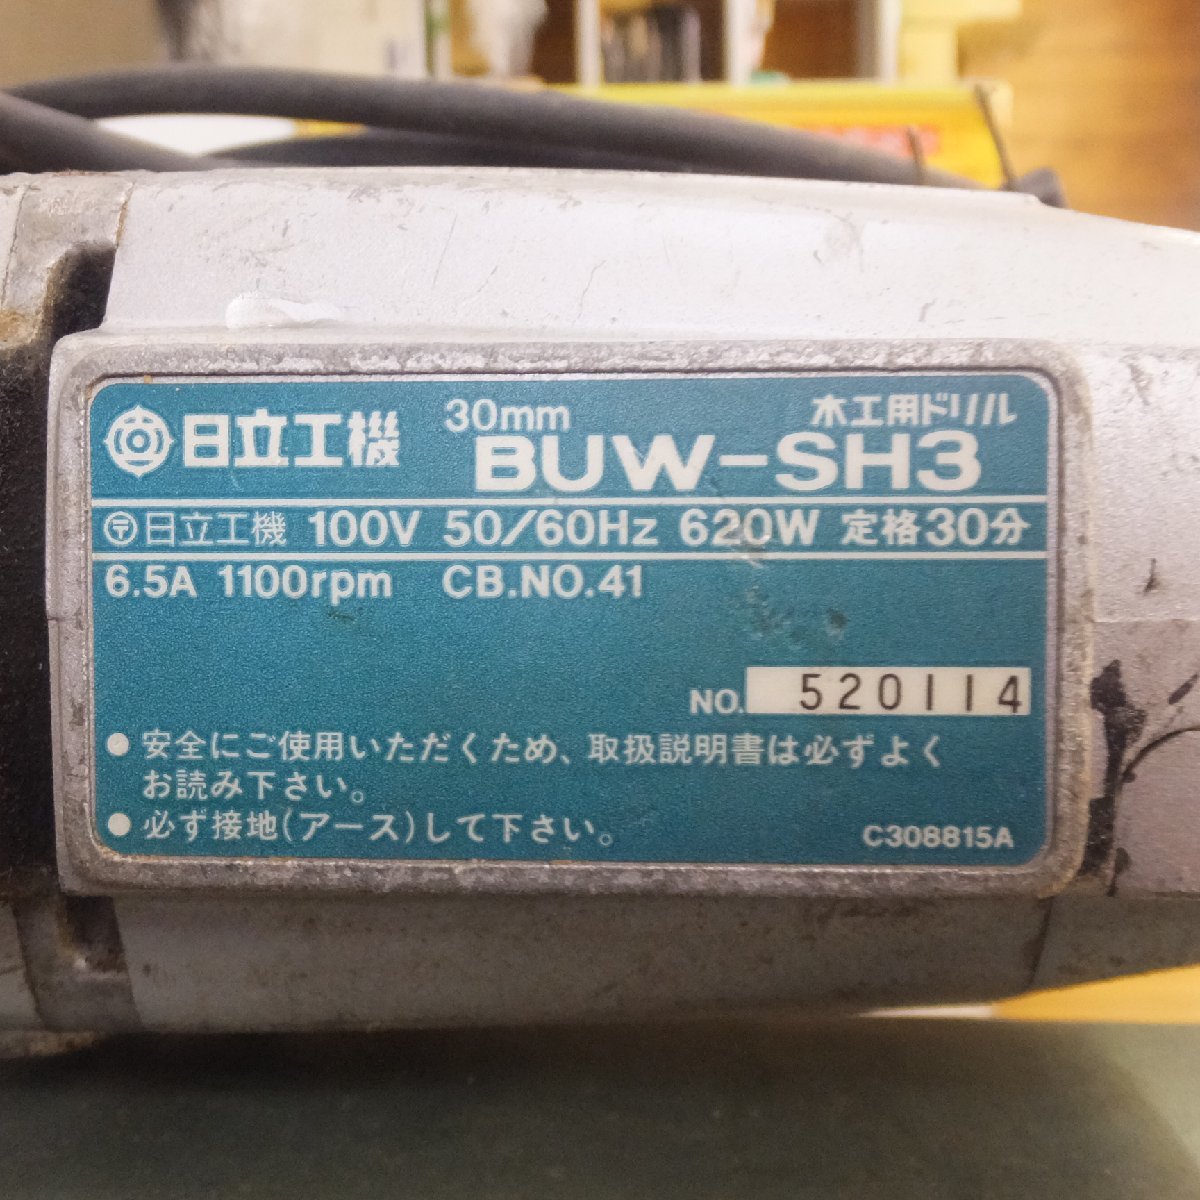 日立工機 30mm 木工用ドリル
BUW-SH3
〒日立工機 100V 50/60Hz 620W 定格30分
6.5A 1100rpm CB.NO.41
NO. 520114
● 安全にご使用いただくため、取扱説明書は必ずよく
お読み下さい。
● 必ず接地(アース)して下さい。
C308815A